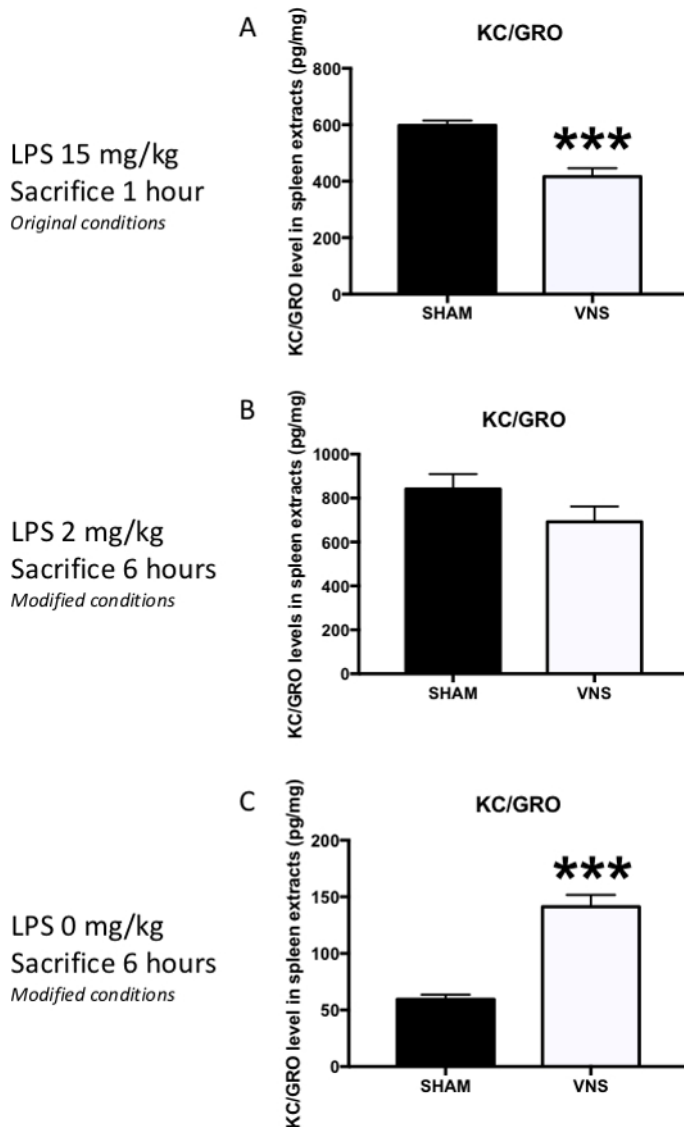 A
KC/GRO
LPS 15 mg/kg
Sacrifice 1 hour
Original conditions
KC/GRO level in spleen extracts (pg/mg)
800
600
400
200
0
***
SHAM VNS
B
KC/GRO
LPS 2 mg/kg
Sacrifice 6 hours
Modified conditions
KC/GRO levels in spleen extracts (pg/mg)
1000
800
600
400
200
0
SHAM VNS
C
KC/GRO
LPS 0 mg/kg
Sacrifice 6 hours
Modified conditions
KC/GRO level in spleen extracts (pg/mg)
200
150
100
50
0
***
SHAM VNS